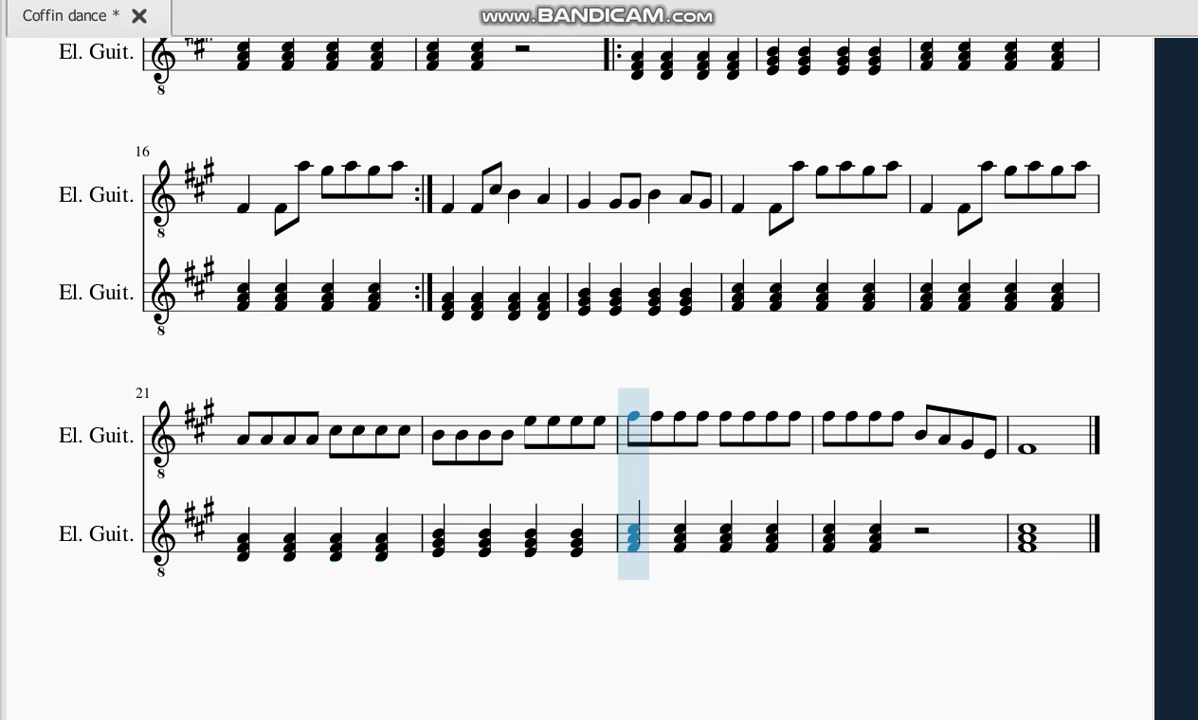 Coffin dance *
www.BANDICAM.com
El. Guit.
8
16
El. Guit.
8
El. Guit.
8
21
El. Guit.
8
El. Guit.
8